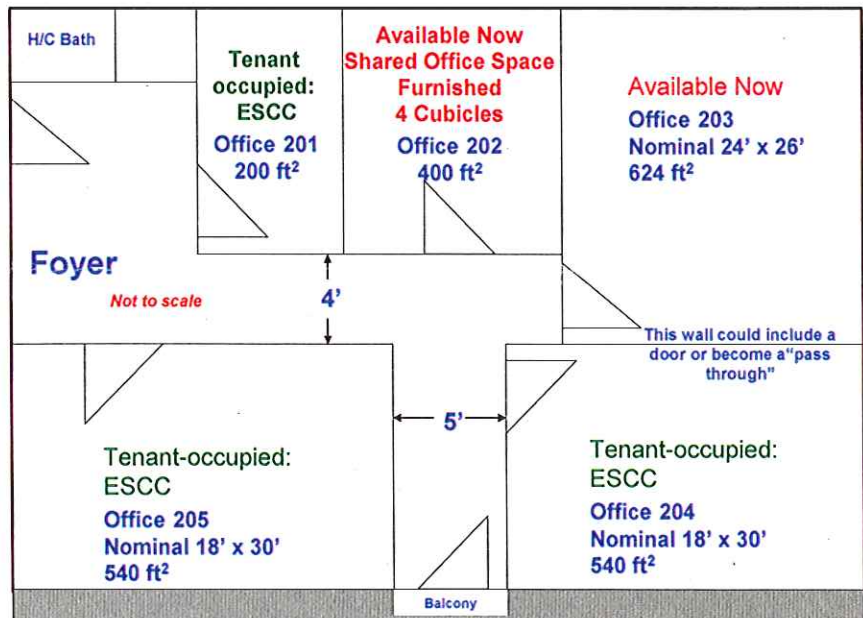 H/C Bath
Tenant
occupied:
ESCC
Office 201
200 ft²
Available Now
Shared Office Space
Furnished
4 Cubicles
Office 202
400 ft²
Available Now
Office 203
Nominal 24' x 26'
624 ft²
Foyer
Not to scale
4'
This wall could include a
door or become a“pass
through”
5'
Tenant-occupied:
ESCC
Office 205
Nominal 18' x 30'
540 ft²
Tenant-occupied:
ESCC
Office 204
Nominal 18' x 30'
540 ft²
Balcony